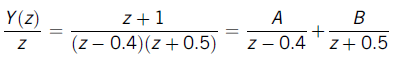 Y(z)/z = (z + 1)/((z – 0.4)(z + 0.5)) = A/(z – 0.4) + B/(z + 0.5)